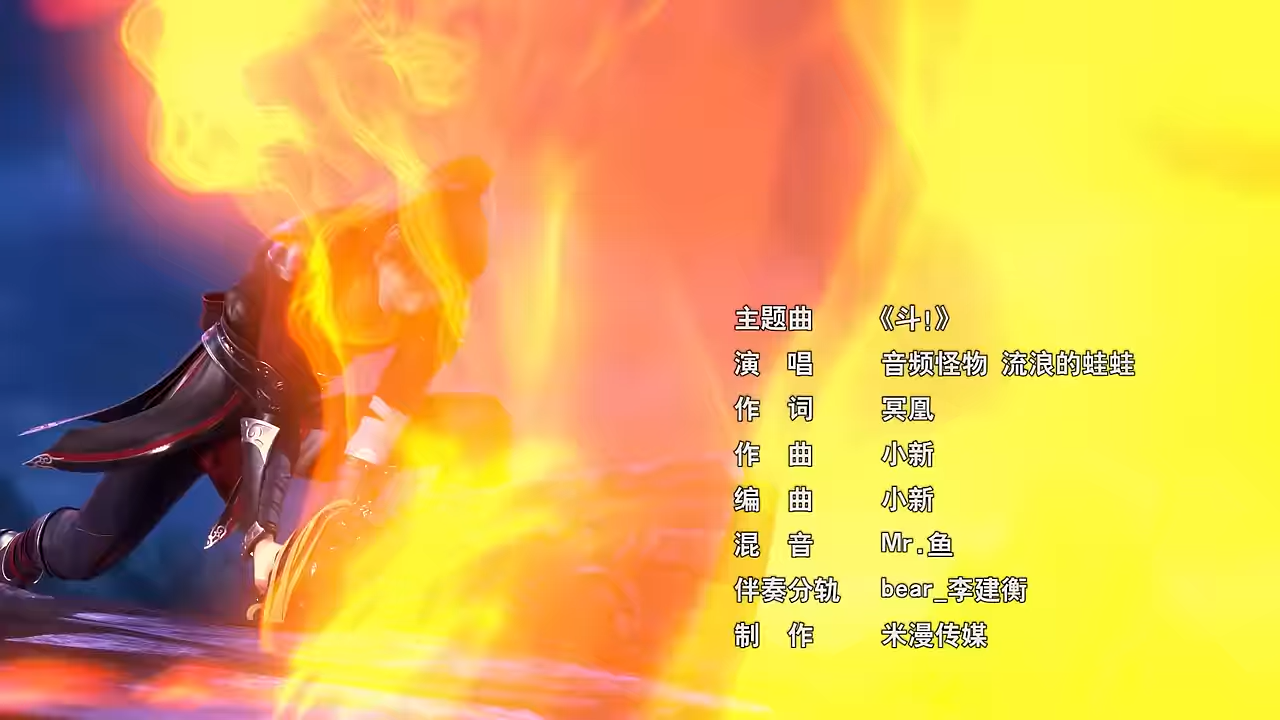 主题曲 《斗!》
演 唱 音频怪物 流浪的蛙蛙
作 词 冥凰
作 曲 小新
编 曲 小新
混 音 Mr.鱼
伴奏分轨 bear_李建衡
制 作 米漫传媒